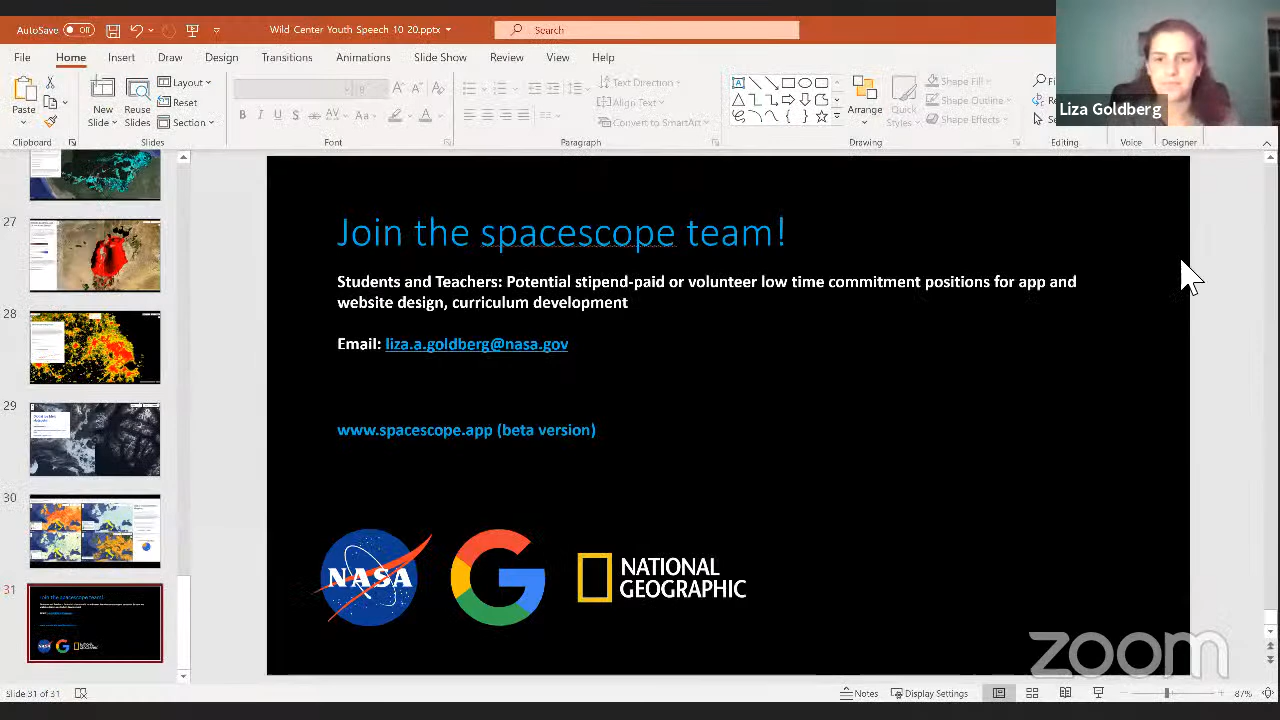 AutoSave Off
Wild Center Youth Speech 10 20.pptx
Search
File Home Insert Draw Design Transitions Animations Slide Show Review View Help
Liza Goldberg
Paste
New Slides
Reuse Slides
Layout
Reset
Section
Text Direction
Align Text
Convert to SmartArt
Arrange
Quick Styles
Shape Fill
Shape Outline
Shape Effects
Clipboard Slides Font Paragraph Drawing Editing Voice Designer
27
28
29
30
31
Join the spacescope team!
Students and Teachers: Potential stipend-paid or volunteer low time commitment positions for app and
website design, curriculum development
Email: liza.a.goldberg@nasa.gov
www.spacescope.app (beta version)
NASA
G
NATIONAL
GEOGRAPHIC
zoom
Slide 31 of 31
Notes
Display Settings
87%